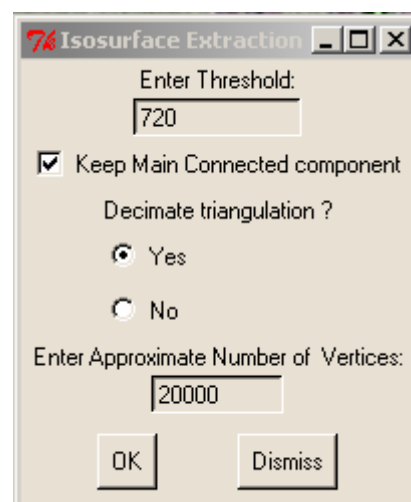 7% Isosurface Extraction
Enter Threshold:
720
Keep Main Connected component
Decimate triangulation ?
Yes
No
Enter Approximate Number of Vertices:
20000
OK
Dismiss